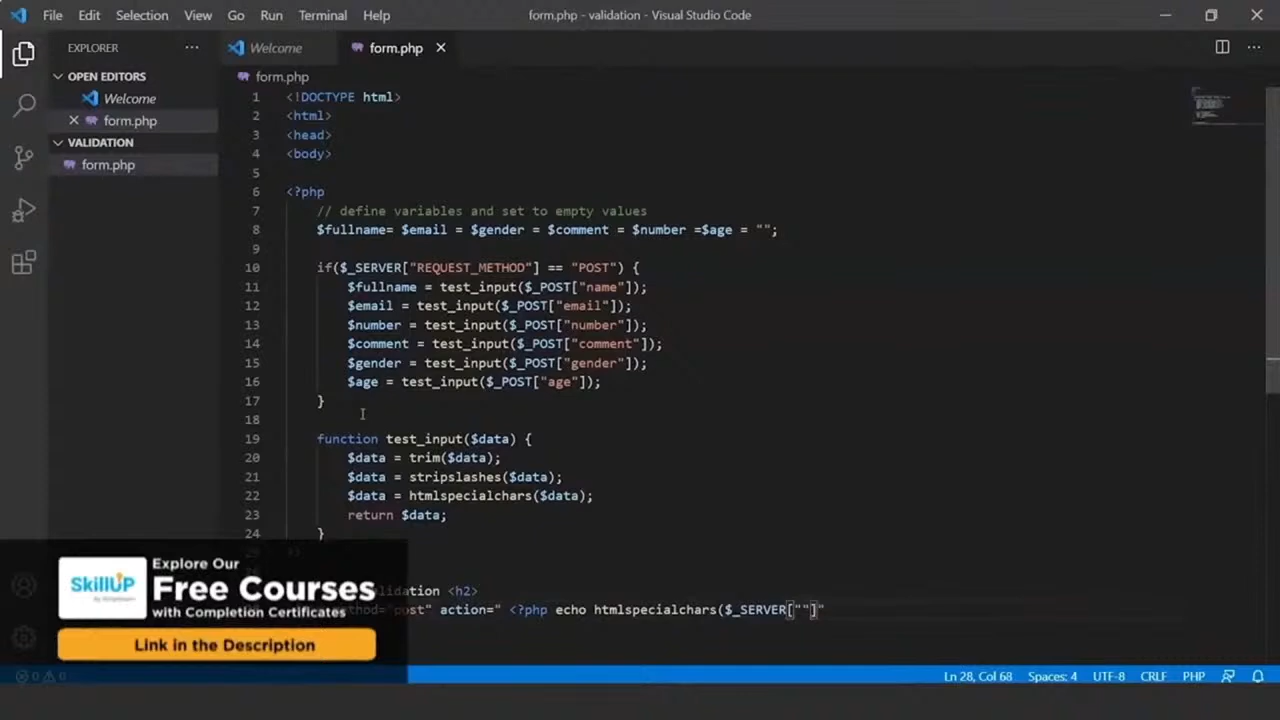 File Edit Selection View Go Run Terminal Help form.php - validation - Visual Studio Code
EXPLORER
Welcome form.php
OPEN EDITORS
form.php
Welcome
form.php
VALIDATION
form.php
1 <!DOCTYPE html>
2 <html>
3 <head>
4 <body>
5
6 <?php
7 // define variables and set to empty values
8 $fullname= $email = $gender = $comment = $number =$age = "";
9
10 if($_SERVER["REQUEST_METHOD"] == "POST") {
11 $fullname = test_input($_POST["name"]);
12 $email = test_input($_POST["email"]);
13 $number = test_input($_POST["number"]);
14 $comment = test_input($_POST["comment"]);
15 $gender = test_input($_POST["gender"]);
16 $age = test_input($_POST["age"]);
17 }
18
19 function test_input($data) {
20 $data = trim($data);
21 $data = stripslashes($data);
22 $data = htmlspecialchars($data);
23 return $data;
24 }
?>
lidation <h2>
method="post" action=" <?php echo htmlspecialchars($_SERVER[""]"
SkillUP
Explore Our
Free Courses
with Completion Certificates
Link in the Description
0 0 Ln 28, Col 68 Spaces: 4 UTF-8 CRLF PHP